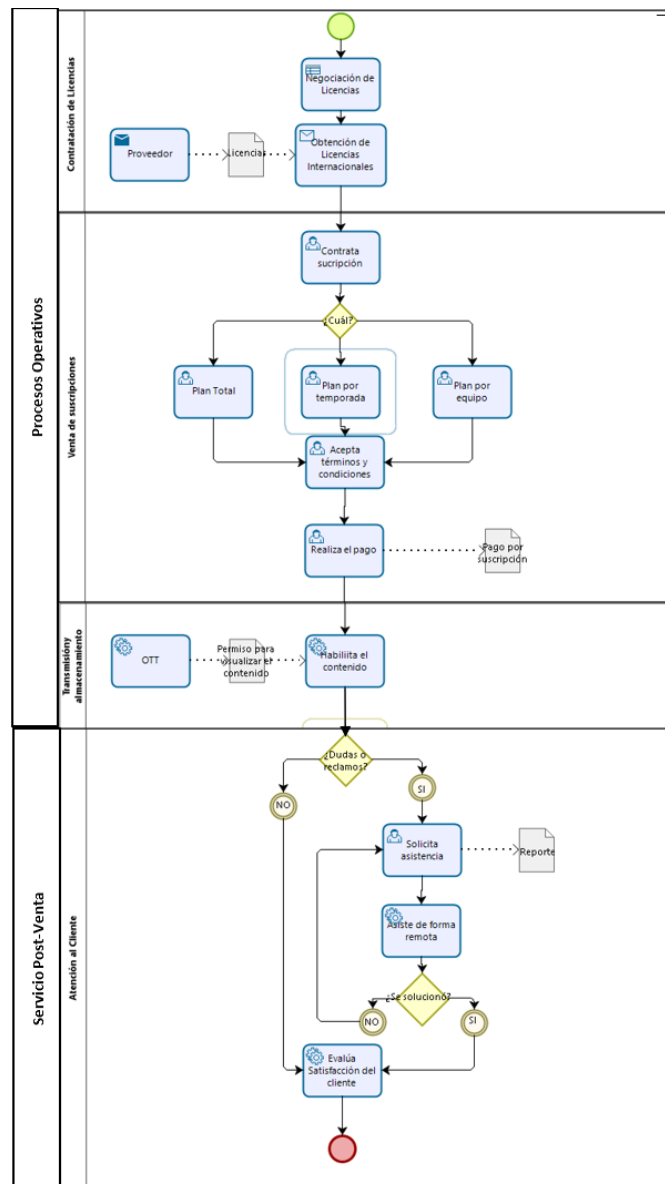 Procesos Operativos
Contratación de Licencias
Negociación de
Licencias
Proveedor
Licencias
Obtención de
Licencias
Internacionales
Venta de suscripciones
Contrata
sucripción
¿Cuál?
Plan Total
Plan por
temporada
Plan por
equipo
Acepta
términos y
condiciones
Realiza el pago
Pago por
suscripción
Transmisióny
almacenamiento
OTT
Permiso para
visualizar el
contenido
Habiliita el
contenido
Servicio Post-Venta
Atención al Cliente
¿Dudas o
reclamos?
NO
SI
Solicita
asistencia
Reporte
Asiste de forma
remota
¿Se solucionó?
NO
SI
Evalúa
Satisfacción del
cliente